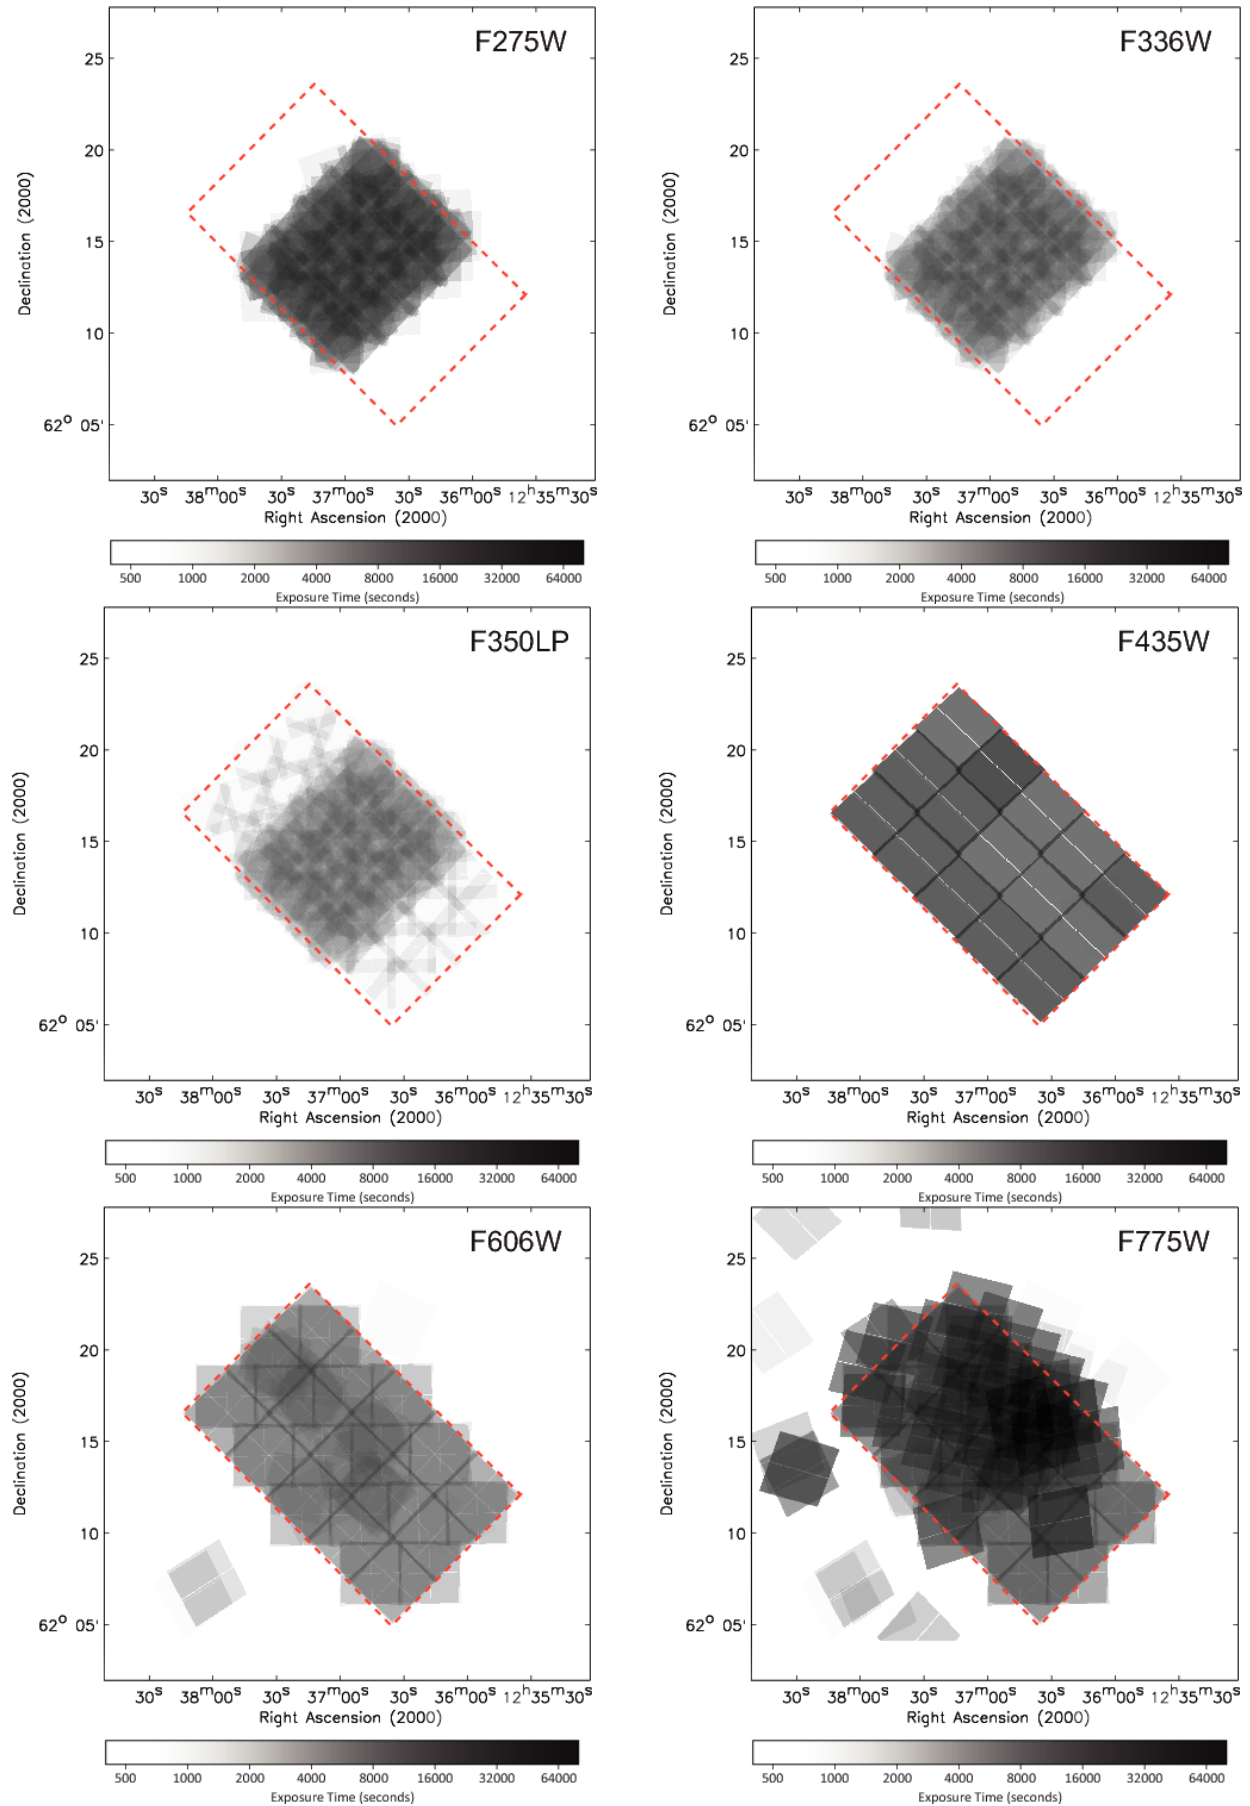 F275W
25
20
15
10
62° 05'
Declination (2000)
30ˢ 38ᵐ00ˢ 30ˢ 37ᵐ00ˢ 30ˢ 36ᵐ00ˢ 12ʰ35ᵐ30ˢ
Right Ascension (2000)
500 1000 2000 4000 8000 16000 32000 64000
Exposure Time (seconds)
F336W
25
20
15
10
62° 05'
Declination (2000)
30ˢ 38ᵐ00ˢ 30ˢ 37ᵐ00ˢ 30ˢ 36ᵐ00ˢ 12ʰ35ᵐ30ˢ
Right Ascension (2000)
500 1000 2000 4000 8000 16000 32000 64000
Exposure Time (seconds)
F350LP
25
20
15
10
62° 05'
Declination (2000)
30ˢ 38ᵐ00ˢ 30ˢ 37ᵐ00ˢ 30ˢ 36ᵐ00ˢ 12ʰ35ᵐ30ˢ
Right Ascension (2000)
500 1000 2000 4000 8000 16000 32000 64000
Exposure Time (seconds)
F435W
25
20
15
10
62° 05'
Declination (2000)
30ˢ 38ᵐ00ˢ 30ˢ 37ᵐ00ˢ 30ˢ 36ᵐ00ˢ 12ʰ35ᵐ30ˢ
Right Ascension (2000)
500 1000 2000 4000 8000 16000 32000 64000
Exposure Time (seconds)
F606W
25
20
15
10
62° 05'
Declination (2000)
30ˢ 38ᵐ00ˢ 30ˢ 37ᵐ00ˢ 30ˢ 36ᵐ00ˢ 12ʰ35ᵐ30ˢ
Right Ascension (2000)
500 1000 2000 4000 8000 16000 32000 64000
Exposure Time (seconds)
F775W
25
20
15
10
62° 05'
Declination (2000)
30ˢ 38ᵐ00ˢ 30ˢ 37ᵐ00ˢ 30ˢ 36ᵐ00ˢ 12ʰ35ᵐ30ˢ
Right Ascension (2000)
500 1000 2000 4000 8000 16000 32000 64000
Exposure Time (seconds)